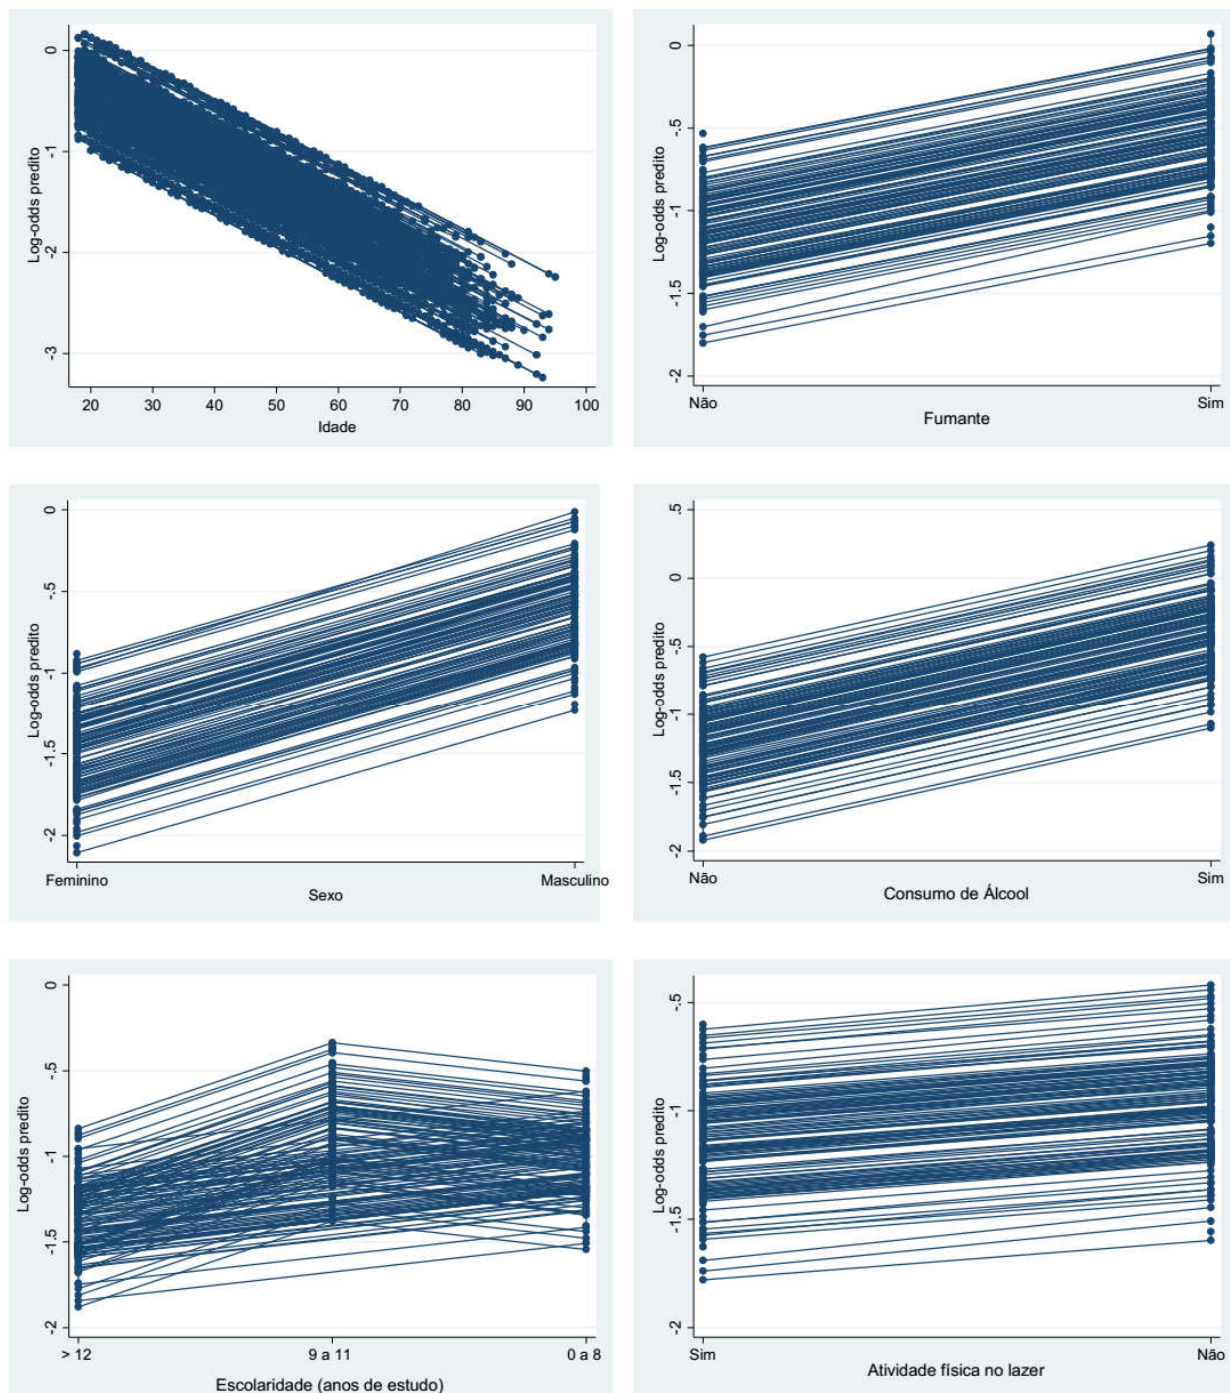 Log-odds predito
0
-1
-2
-3
20 30 40 50 60 70 80 90 100
Idade
Log-odds predito
0
-.5
-1
-1.5
-2
Não Sim
Fumante
Log-odds predito
0
-.5
-1
-1.5
-2
Feminino Masculino
Sexo
Log-odds predito
.5
0
-.5
-1
-1.5
-2
Não Sim
Consumo de Álcool
Log-odds predito
0
-.5
-1
-1.5
-2
> 12 9 a 11 0 a 8
Escolaridade (anos de estudo)
Log-odds predito
-.5
-1
-1.5
-2
Sim Não
Atividade física no lazer